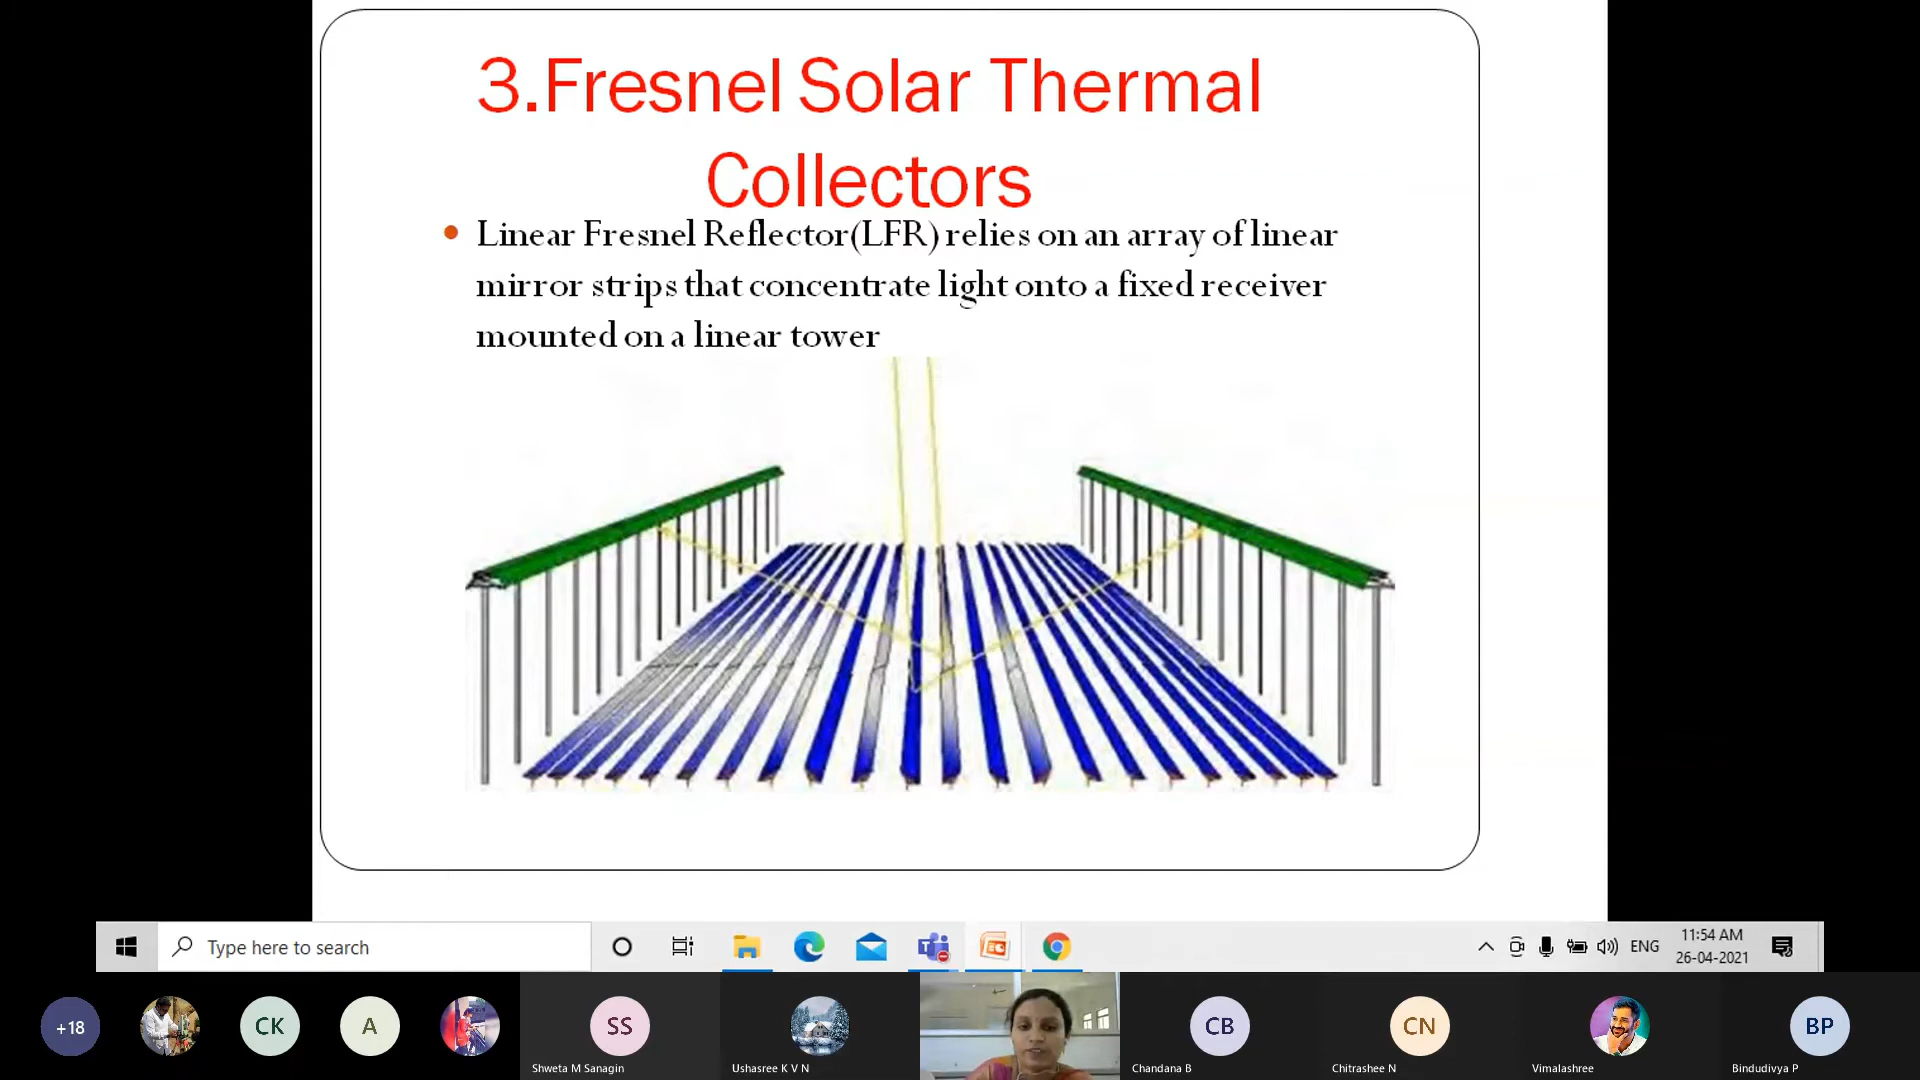 3.Fresnel Solar Thermal
Collectors
• Linear Fresnel Reflector(LFR) relies on an array of linear
mirror strips that concentrate light onto a fixed receiver
mounted on a linear tower
Type here to search
ENG
11:54 AM
26-04-2021
+18
CK
A
SS
CB
CN
BP
Shweta M Sanagin
Ushasree K V N
Chandana B
Chitrashee N
Vimalashree
Bindudivya P